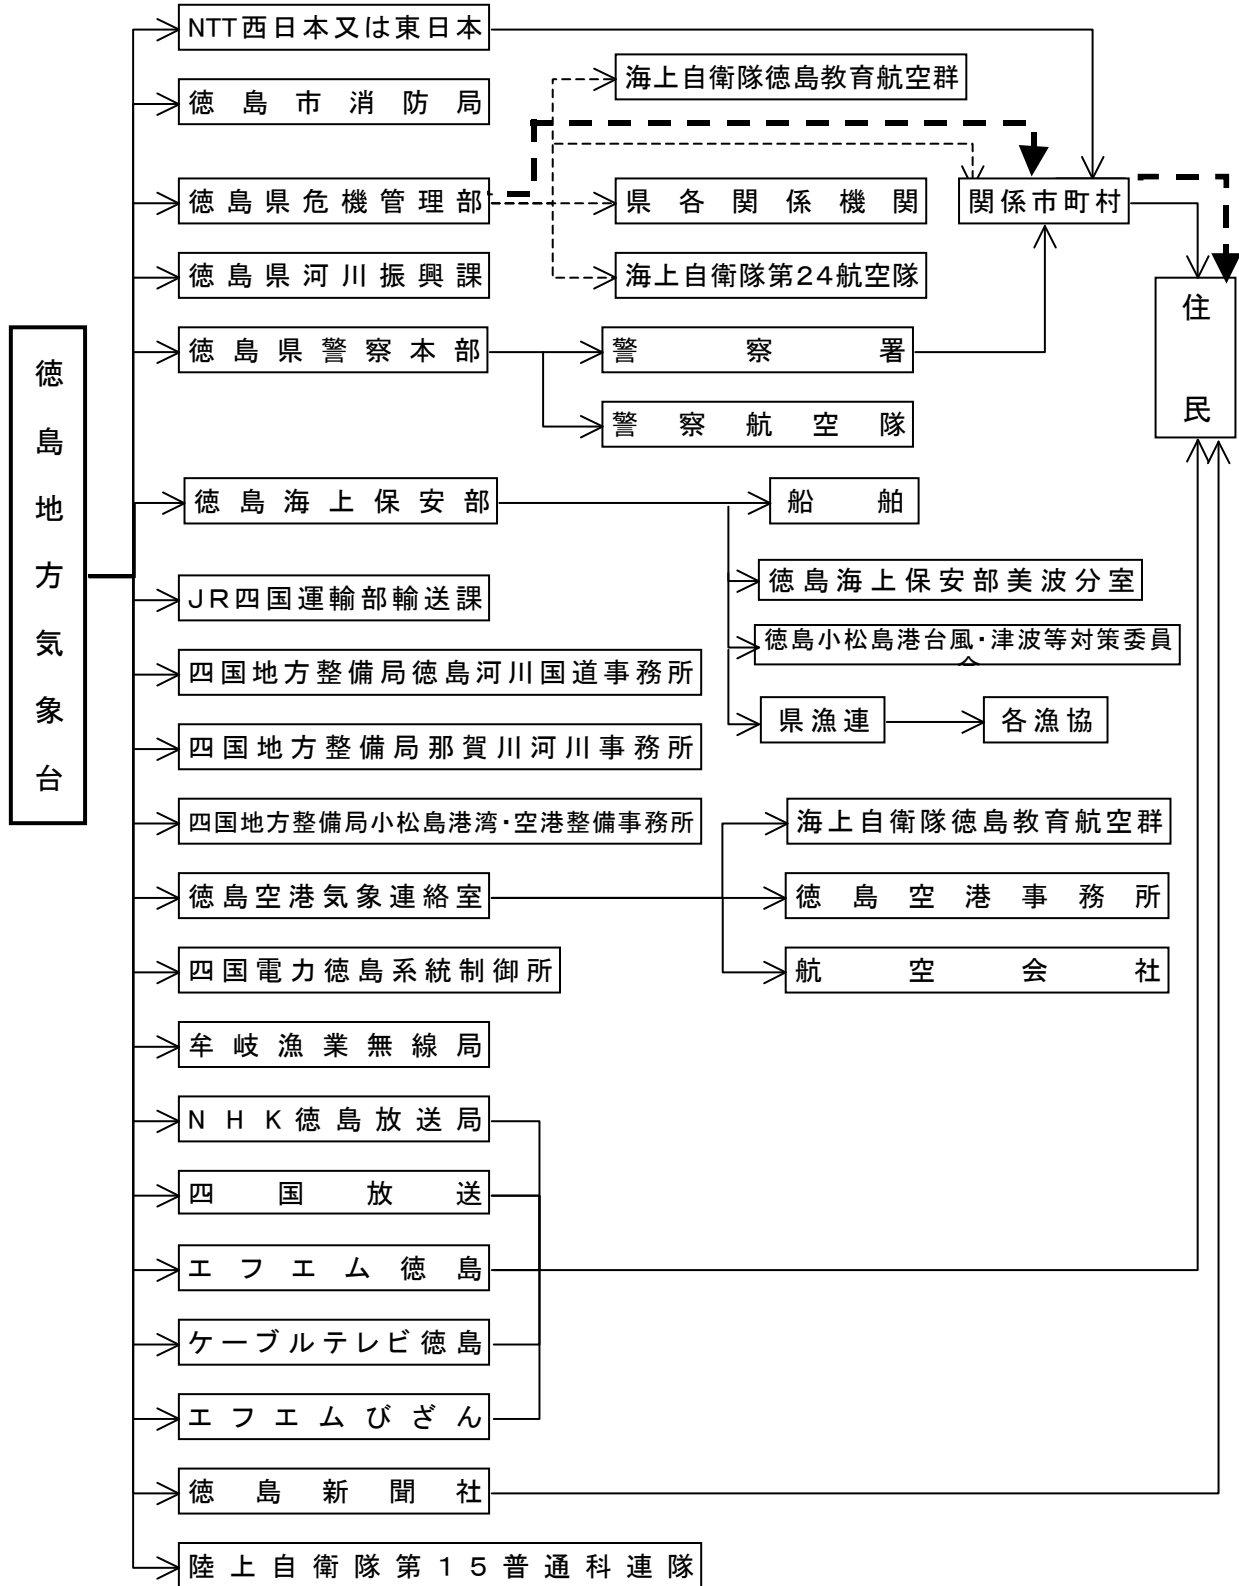 NTT西日本又は東日本
海上自衛隊徳島教育航空群
徳島市消防局
徳島県危機管理部
県各関係機関
関係市町村
徳島県河川振興課
海上自衛隊第24航空隊
住民
徳島地方気象台
徳島県警察本部
警察署
警察航空隊
徳島海上保安部
船舶
徳島海上保安部美波分室
JR四国運輸部輸送課
徳島小松島港台風・津波等対策委員
四国地方整備局徳島河川国道事務所
県漁連
各漁協
四国地方整備局那賀川河川事務所
四国地方整備局小松島港湾・空港整備事務所
海上自衛隊徳島教育航空群
徳島空港気象連絡室
徳島空港事務所
四国電力徳島系統制御所
航空会社
牟岐漁業無線局
NHK徳島放送局
四国放送
エフエム徳島
ケーブルテレビ徳島
エフエムびざん
徳島新聞社
陸上自衛隊第15普通科連隊